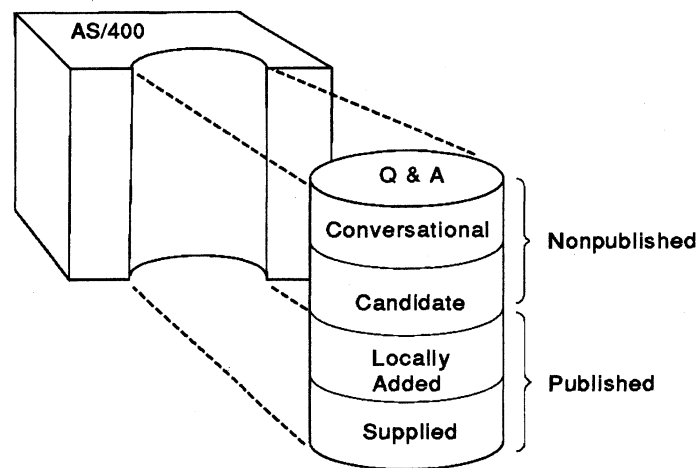 AS/400
Q & A
Conversational
Nonpublished
Candidate
Locally
Added
Published
Supplied